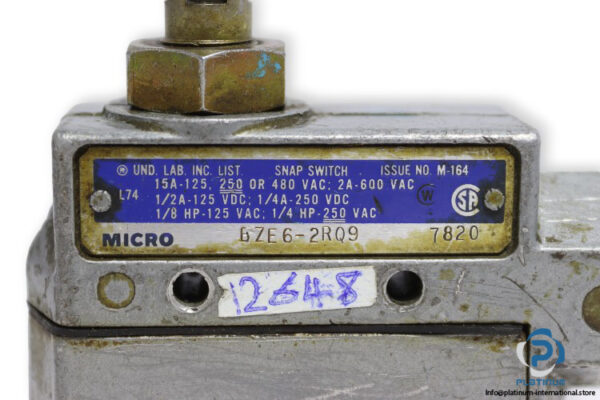 UND. LAB. INC. LIST. SNAP SWITCH ISSUE NO. M-164
15A-125, 250 OR 480 VAC; 2A-600 VAC
L74 1/2A-125 VDC; 1/4A-250 VDC
1/8 HP-125 VAC; 1/4 HP-250 VAC
MICRO BZE6-2RQ9 7820
12648
PLATINUM
info@platinum-international.store